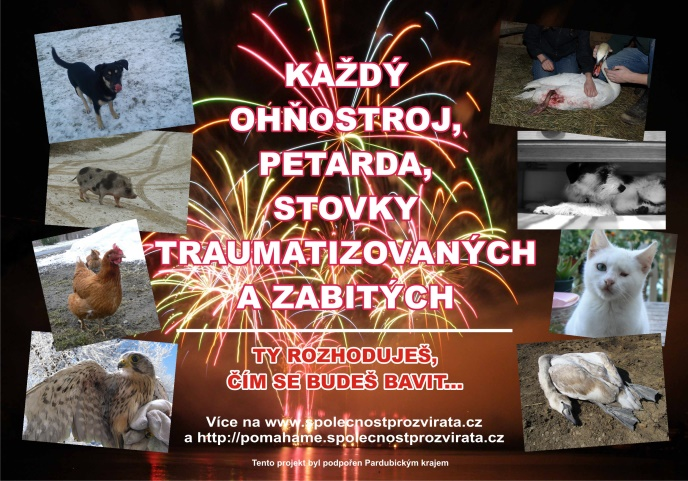 KAŽDÝ
OHŇOSTROJ,
PETARDA,
STOVKY
TRAUMATIZOVANÝCH
A ZABITÝCH
TY ROZHODUJEŠ,
ČÍM SE BUDEŠ BAVIT...
Více na www.spolecnostprozvirata.cz
a http://pomahame.spolecnostprozvirata.cz
Tento projekt byl podpořen Pardubickým krajem